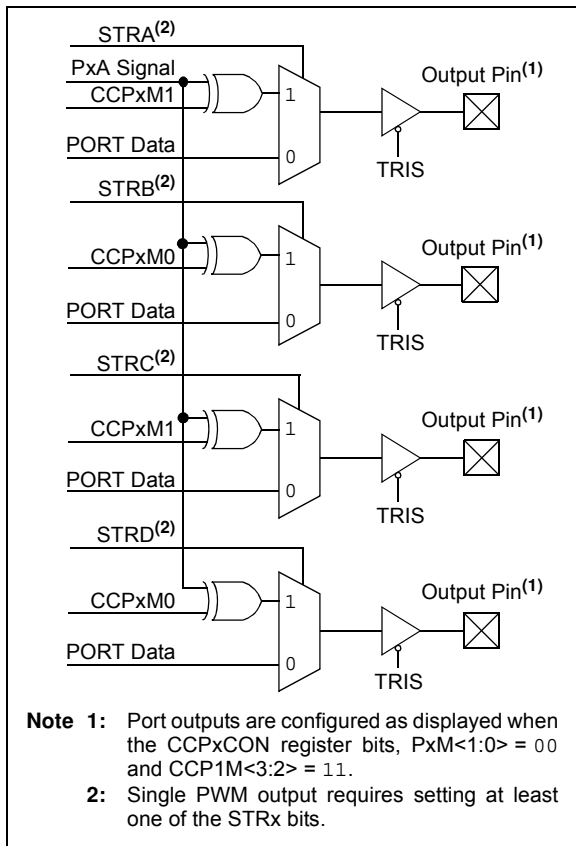 STRA(2)
PxA Signal
Output Pin(1)
CCPxM1
1
PORT Data
0
TRIS
STRB(2)
Output Pin(1)
CCPxM0
1
PORT Data
0
TRIS
STRC(2)
Output Pin(1)
CCPxM1
1
PORT Data
0
TRIS
STRD(2)
Output Pin(1)
CCPxM0
1
PORT Data
0
TRIS
Note 1: Port outputs are configured as displayed when
the CCPxCON register bits, PxM<1:0> = 00
and CCP1M<3:2> = 11.
2: Single PWM output requires setting at least
one of the STRx bits.